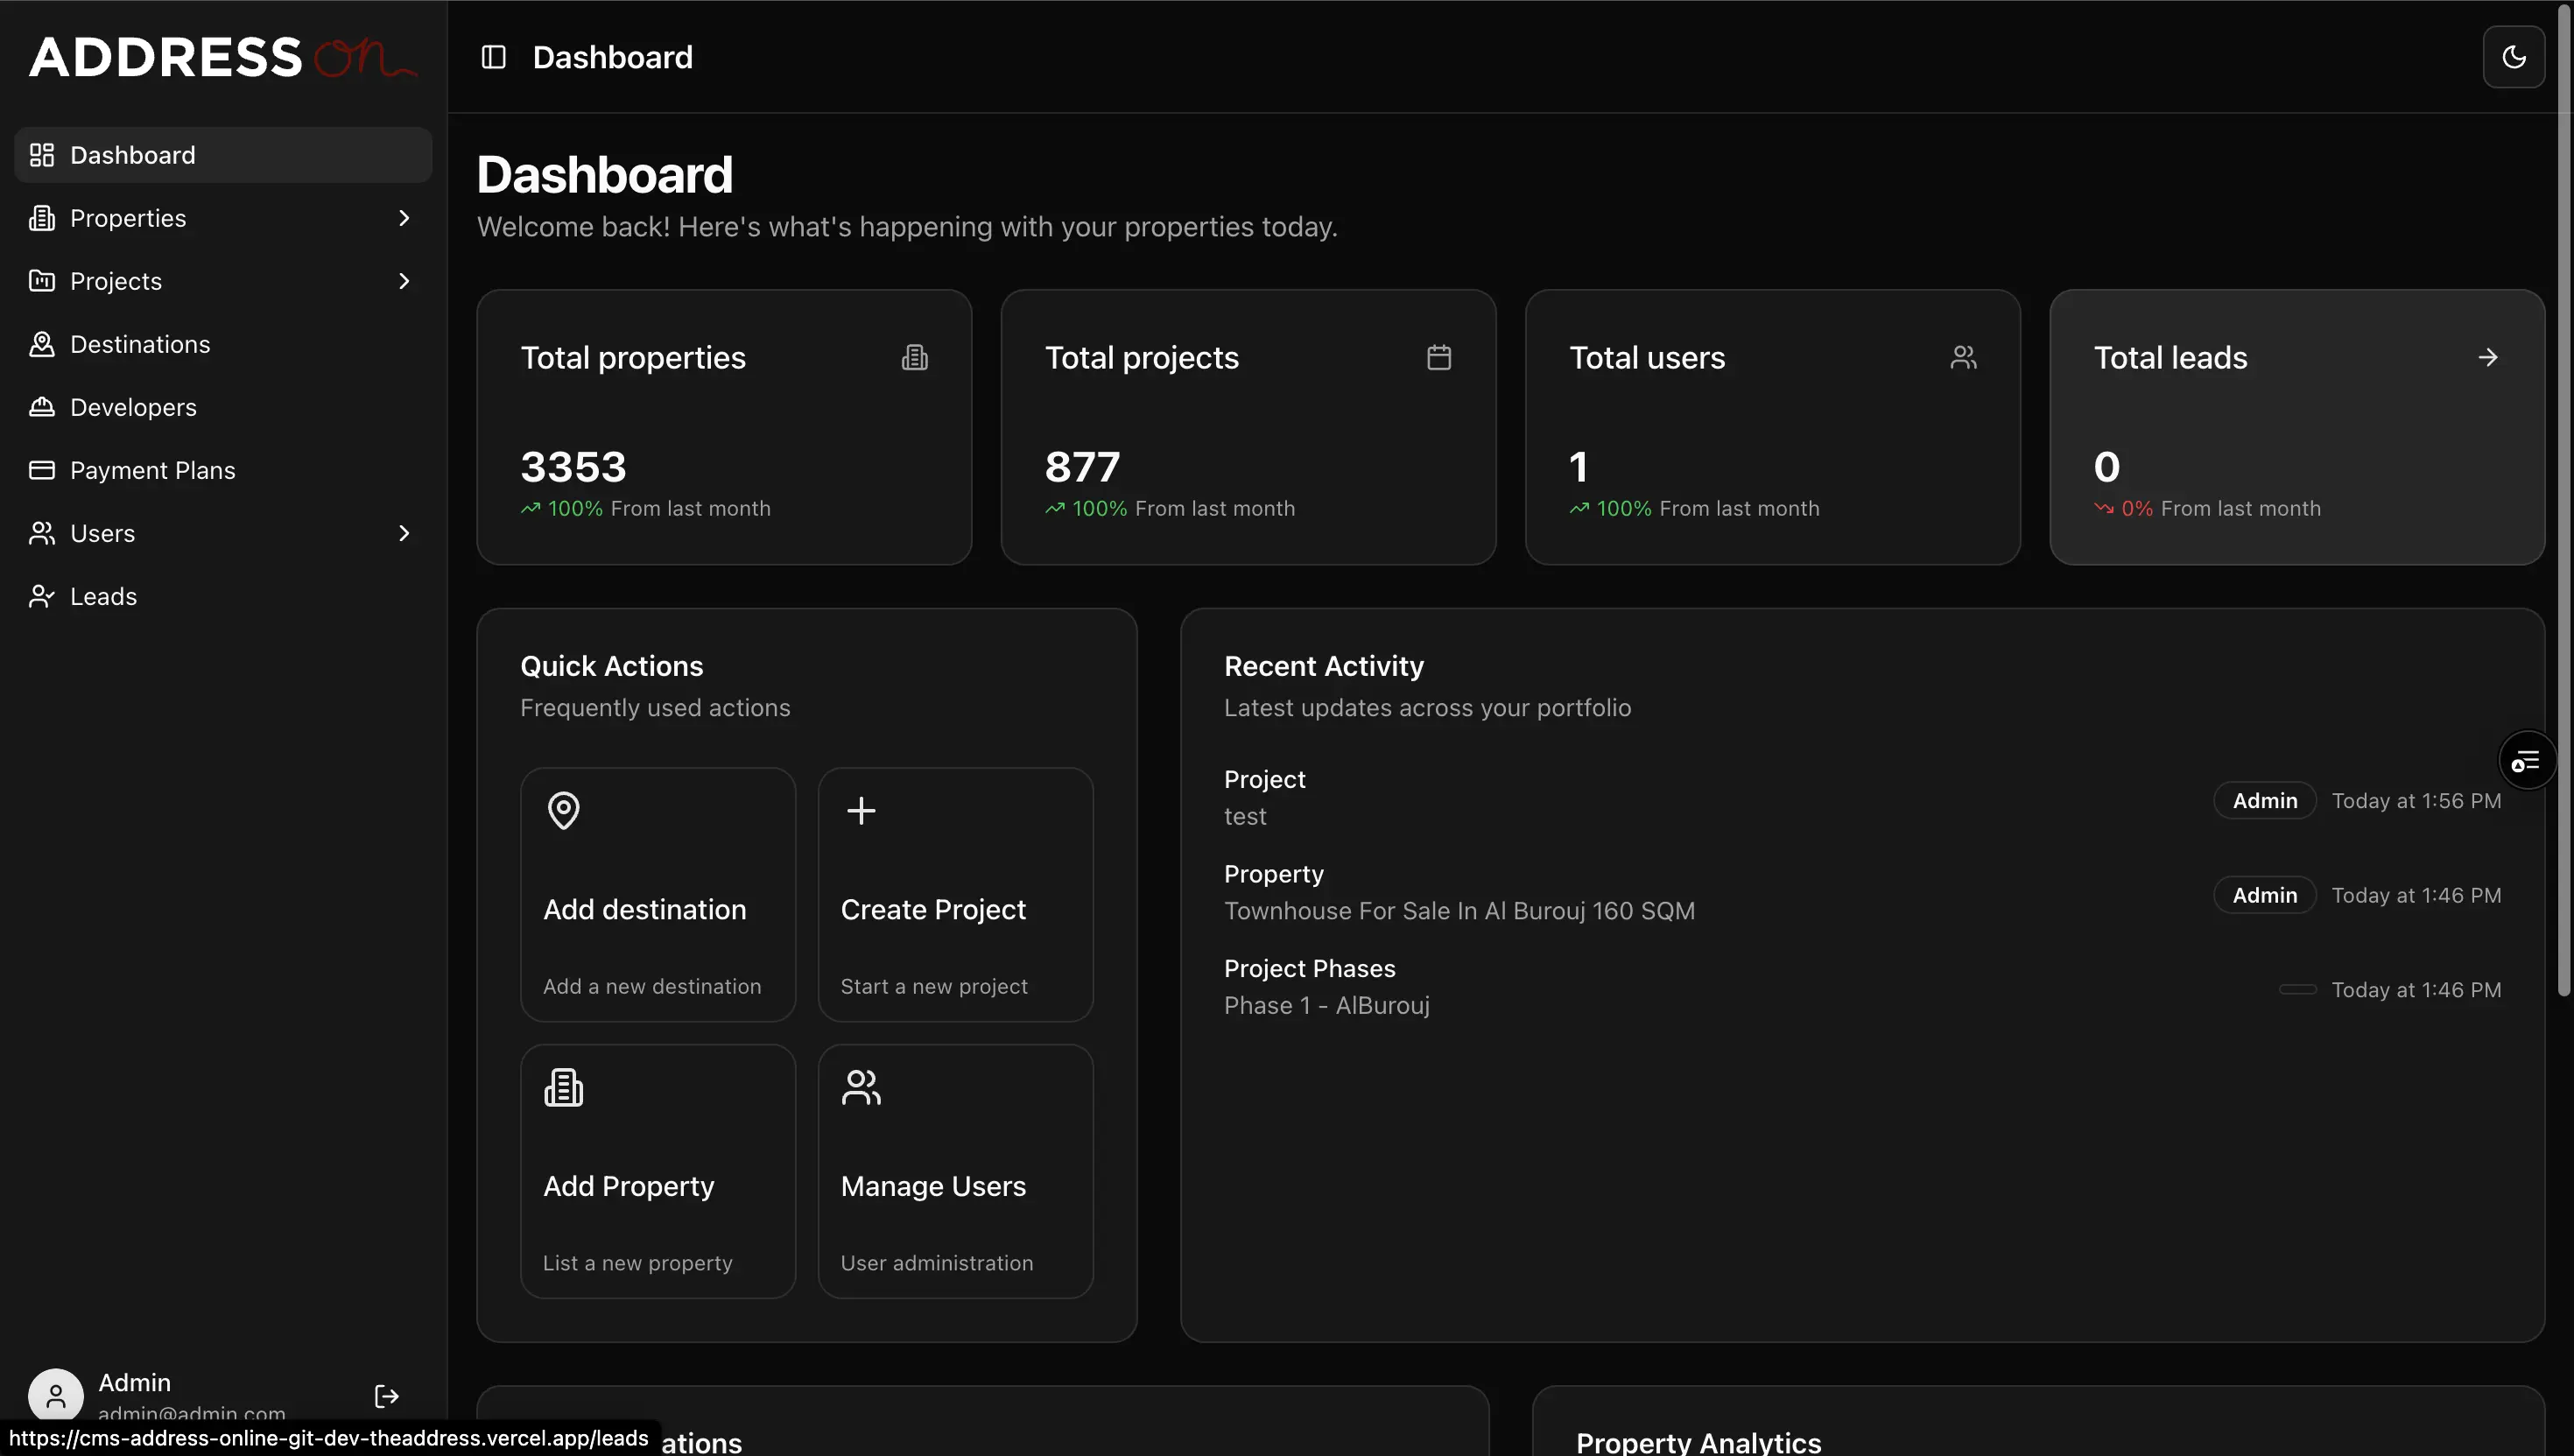 ADDRESS on
Dashboard
Dashboard
Properties
Projects
Destinations
Developers
Payment Plans
Users
Leads
Dashboard
Welcome back! Here's what's happening with your properties today.
Total properties
3353
100% From last month
Total projects
877
100% From last month
Total users
1
100% From last month
Total leads
0
0% From last month
Quick Actions
Frequently used actions
Add destination
Add a new destination
Create Project
Start a new project
Add Property
List a new property
Manage Users
User administration
Recent Activity
Latest updates across your portfolio
Project
test
Admin Today at 1:56 PM
Property
Townhouse For Sale In Al Burouj 160 SQM
Admin Today at 1:46 PM
Project Phases
Phase 1 - AlBurouj
Today at 1:46 PM
Admin
admin@admin.com
https://cms-address-online-git-dev-theaddress.vercel.app/leads
ations
Property Analytics